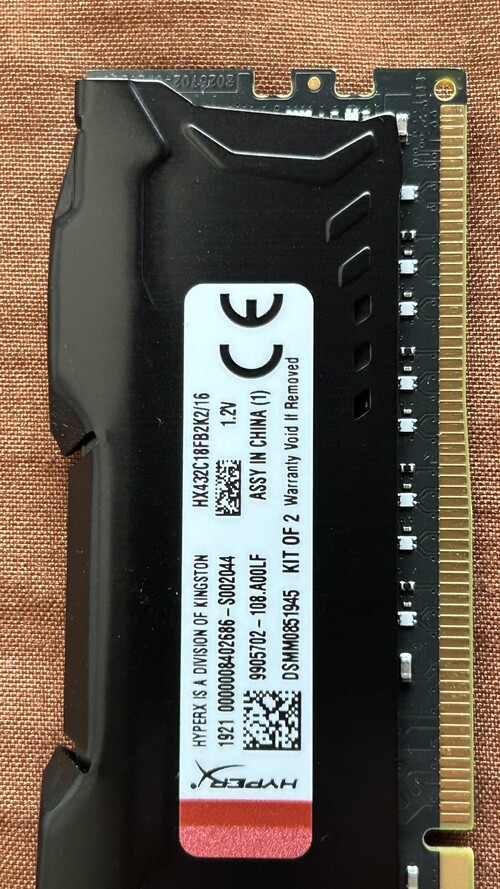 HYPERX
HYPERX IS A DIVISION OF KINGSTON
HX432C18FB2K2/16
1921 0000008402686 - S002044
1.2V
9905702 - 108.A00LF
ASSY IN CHINA (1)
DSMM0851945 KIT OF 2 Warranty Void If Removed
CE